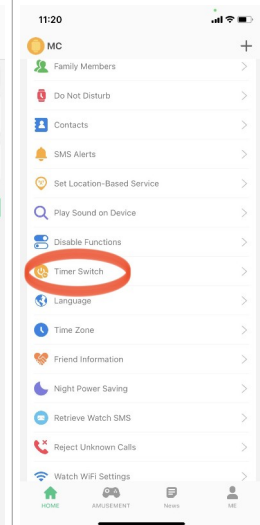 11:20
MC
Family Members
Do Not Disturb
Contacts
SMS Alerts
Set Location-Based Service
Play Sound on Device
Disable Functions
Timer Switch
Language
Time Zone
Friend Information
Night Power Saving
Retrieve Watch SMS
Reject Unknown Calls
Watch WiFi Settings
HOME AMUSEMENT News ME